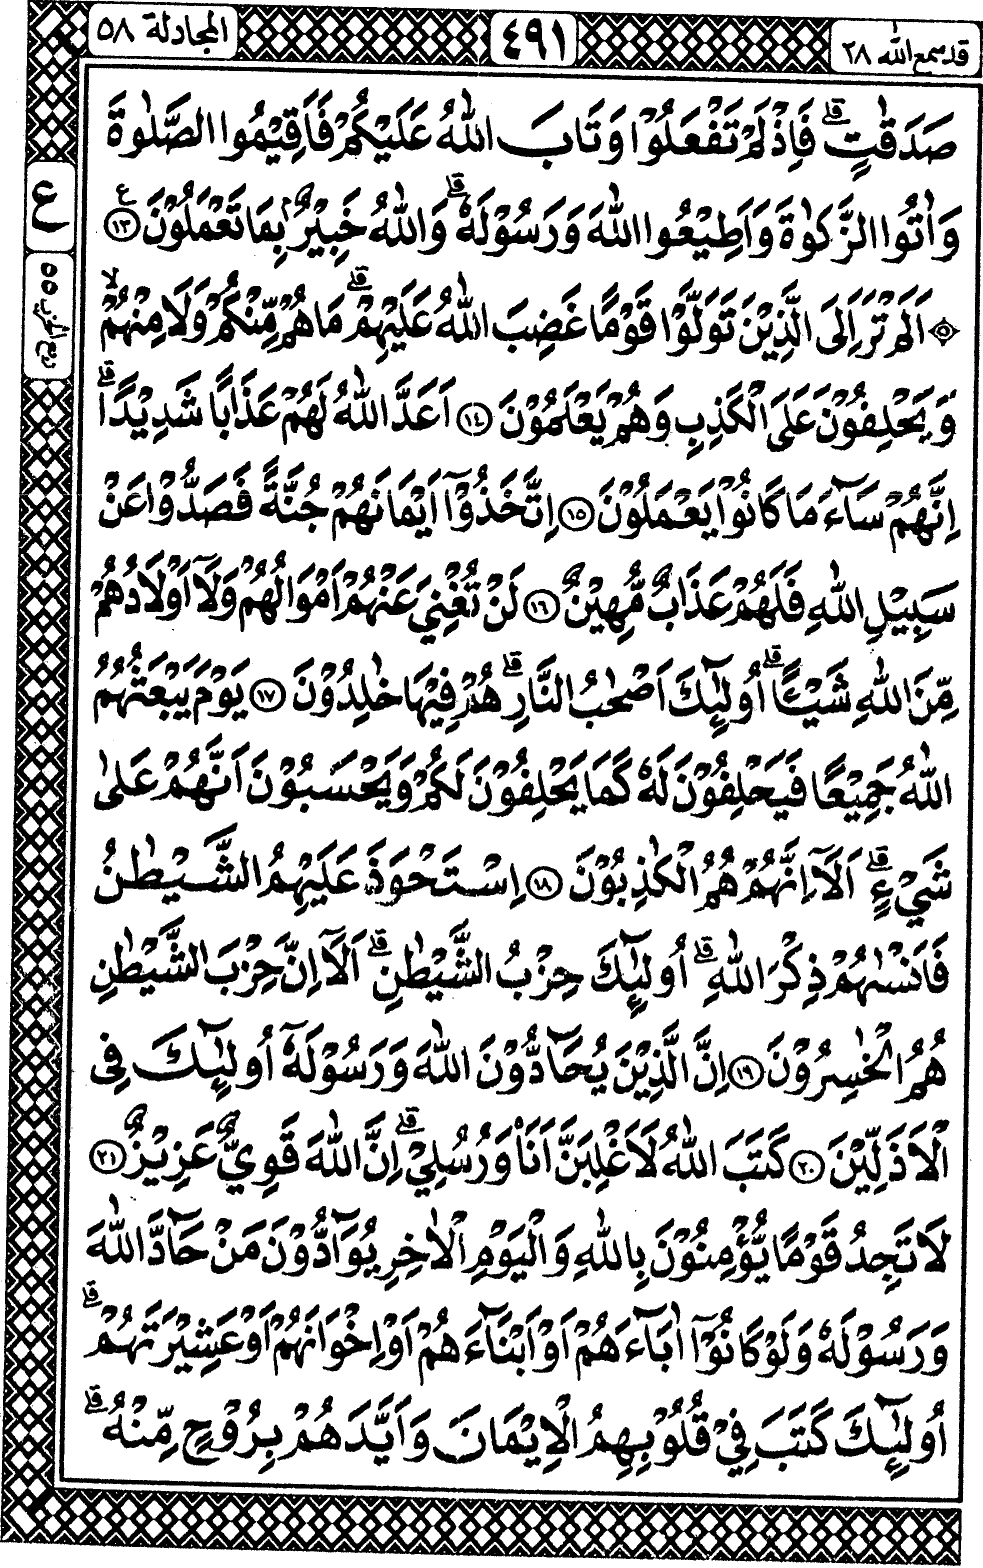 قد سمع الله ٢٨
٤٩١
المجادلة ٥٨
صَدَقٰتٍ ؕ فَاِذْ لَمْ تَفْعَلُوْا وَ تَابَ اللّٰهُ عَلَيْكُمْ فَاَقِيْمُوا الصَّلٰوةَ
وَ اٰتُوا الزَّكٰوةَ وَ اَطِيْعُوا اللّٰهَ وَ رَسُوْلَهٗ ؕ وَ اللّٰهُ خَبِيْرٌۢ بِمَا تَعْمَلُوْنَ ۧ ﴿١٣﴾
اَلَمْ تَرَ اِلَى الَّذِيْنَ تَوَلَّوْا قَوْمًا غَضِبَ اللّٰهُ عَلَيْهِمْ ؕ مَا هُمْ مِّنْكُمْ وَ لَا مِنْهُمْ ۙ
وَ يَحْلِفُوْنَ عَلَى الْكَذِبِ وَ هُمْ يَعْلَمُوْنَ ﴿١٤﴾ اَعَدَّ اللّٰهُ لَهُمْ عَذَابًا شَدِيْدًا ؕ
اِنَّهُمْ سَآءَ مَا كَانُوْا يَعْمَلُوْنَ ﴿١٥﴾ اِتَّخَذُوْۤا اَيْمَانَهُمْ جُنَّةً فَصَدُّوْا عَنْ
سَبِيْلِ اللّٰهِ فَلَهُمْ عَذَابٌ مُّهِيْنٌ ﴿١٦﴾ لَنْ تُغْنِيَ عَنْهُمْ اَمْوَالُهُمْ وَ لَاۤ اَوْلَادُهُمْ
مِّنَ اللّٰهِ شَيْـًٔا ؕ اُولٰٓئِكَ اَصْحٰبُ النَّارِ ؕ هُمْ فِيْهَا خٰلِدُوْنَ ﴿١٧﴾ يَوْمَ يَبْعَثُهُمُ
اللّٰهُ جَمِيْعًا فَيَحْلِفُوْنَ لَهٗ كَمَا يَحْلِفُوْنَ لَكُمْ وَ يَحْسَبُوْنَ اَنَّهُمْ عَلٰى
شَيْءٍ ؕ اَلَاۤ اِنَّهُمْ هُمُ الْكٰذِبُوْنَ ﴿١٨﴾ اِسْتَحْوَذَ عَلَيْهِمُ الشَّيْطٰنُ
فَاَنْسٰىهُمْ ذِكْرَ اللّٰهِ ؕ اُولٰٓئِكَ حِزْبُ الشَّيْطٰنِ ؕ اَلَاۤ اِنَّ حِزْبَ الشَّيْطٰنِ
هُمُ الْخٰسِرُوْنَ ﴿١٩﴾ اِنَّ الَّذِيْنَ يُحَآدُّوْنَ اللّٰهَ وَ رَسُوْلَهٗۤ اُولٰٓئِكَ فِي
الْاَذَلِّيْنَ ﴿٢٠﴾ كَتَبَ اللّٰهُ لَاَغْلِبَنَّ اَنَا وَ رُسُلِيْ ؕ اِنَّ اللّٰهَ قَوِيٌّ عَزِيْزٌ ﴿٢١﴾
لَا تَجِدُ قَوْمًا يُّؤْمِنُوْنَ بِاللّٰهِ وَ الْيَوْمِ الْاٰخِرِ يُوَآدُّوْنَ مَنْ حَآدَّ اللّٰهَ
وَ رَسُوْلَهٗ وَ لَوْ كَانُوْۤا اٰبَآءَهُمْ اَوْ اَبْنَآءَهُمْ اَوْ اِخْوَانَهُمْ اَوْ عَشِيْرَتَهُمْ ؕ
اُولٰٓئِكَ كَتَبَ فِيْ قُلُوْبِهِمُ الْاِيْمَانَ وَ اَيَّدَهُمْ بِرُوْحٍ مِّنْهُ ؕ
ع
ربع الحزب ٥٥